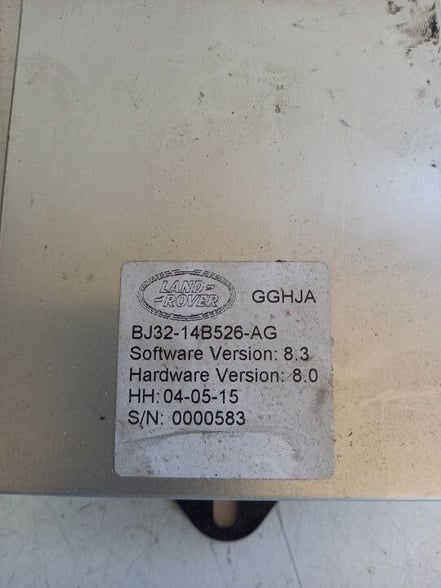 LAND-
-ROVER
GGHJA
BJ32-14B526-AG
Software Version: 8.3
Hardware Version: 8.0
HH: 04-05-15
S/N: 0000583